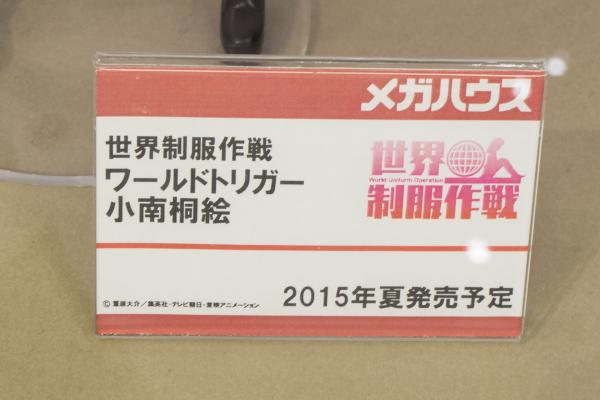 メガハウス
世界制服作戦
ワールドトリガー
小南桐絵
世界
World Uniform Operation
制服作戦
© 葦原大介／集英社・テレビ朝日・東映アニメーション
2015年夏発売予定